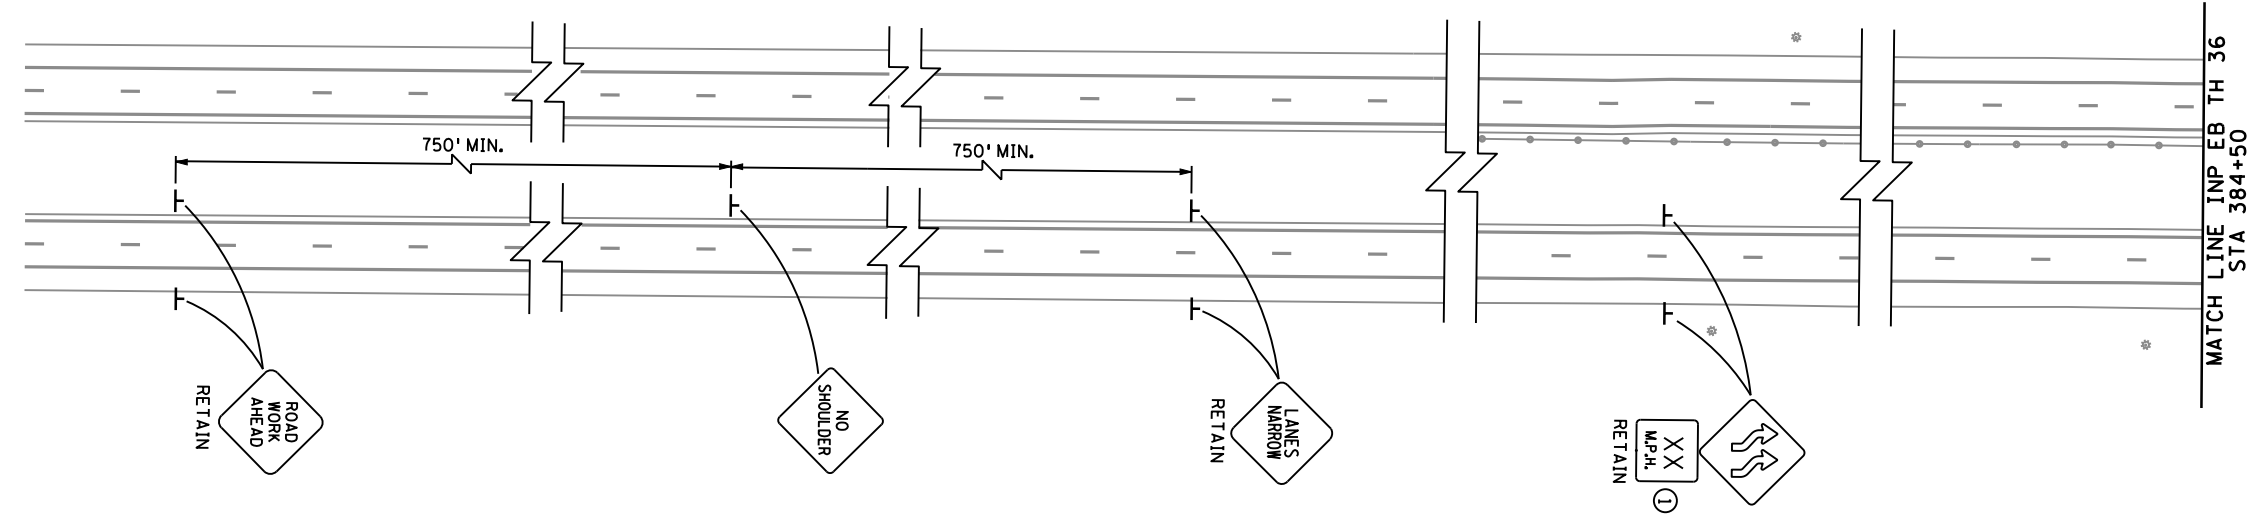 750' MIN.
750' MIN.
ROAD
WORK
AHEAD
RETAIN
NO
SHOULDER
LANES
NARROW
RETAIN
XX
M.P.H.
RETAIN
1
MATCH LINE INP EB TH 36
STA 384+50